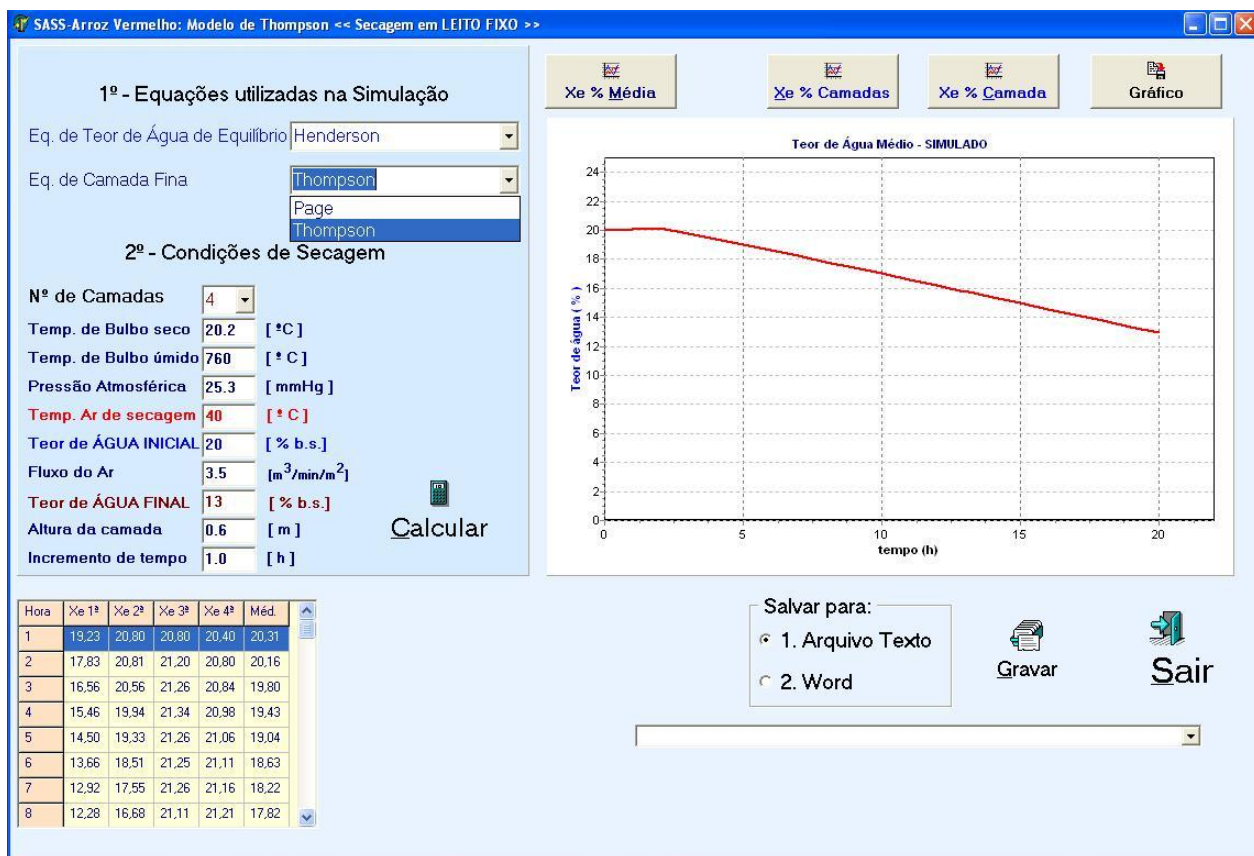 SASS-Arroz Vermelho: Modelo de Thompson << Secagem em LEITO FIXO >>
1º - Equações utilizadas na Simulação
Eq. de Teor de Água de Equilíbrio Henderson
Eq. de Camada Fina Thompson
Page
Thompson
2º - Condições de Secagem
Nº de Camadas 4
Temp. de Bulbo seco 20.2 [ ºC ]
Temp. de Bulbo úmido 760 [ º C ]
Pressão Atmosférica 25.3 [ mmHg ]
Temp. Ar de secagem 40 [ º C ]
Teor de ÁGUA INICIAL 20 [ % b.s.]
Fluxo do Ar 3.5 [m³/min/m²]
Teor de ÁGUA FINAL 13 [ % b.s.]
Altura da camada 0.6 [ m ]
Incremento de tempo 1.0 [ h ]
Calcular
Xe % Média
Xe % Camadas
Xe % Camada
Gráfico
Teor de Água Médio - SIMULADO
Teor de água ( % )
24
22
20
18
16
14
12
10
8
6
4
2
0
0 5 10 15 20
tempo (h)
Hora Xe 1ª Xe 2ª Xe 3ª Xe 4ª Méd.
1 19,23 20,80 20,80 20,40 20,31
2 17,83 20,81 21,20 20,80 20,16
3 16,56 20,56 21,26 20,84 19,80
4 15,46 19,94 21,34 20,98 19,43
5 14,50 19,33 21,26 21,06 19,04
6 13,66 18,51 21,25 21,11 18,63
7 12,92 17,55 21,26 21,16 18,22
8 12,28 16,68 21,11 21,21 17,82
Salvar para:
1. Arquivo Texto
2. Word
Gravar
Sair